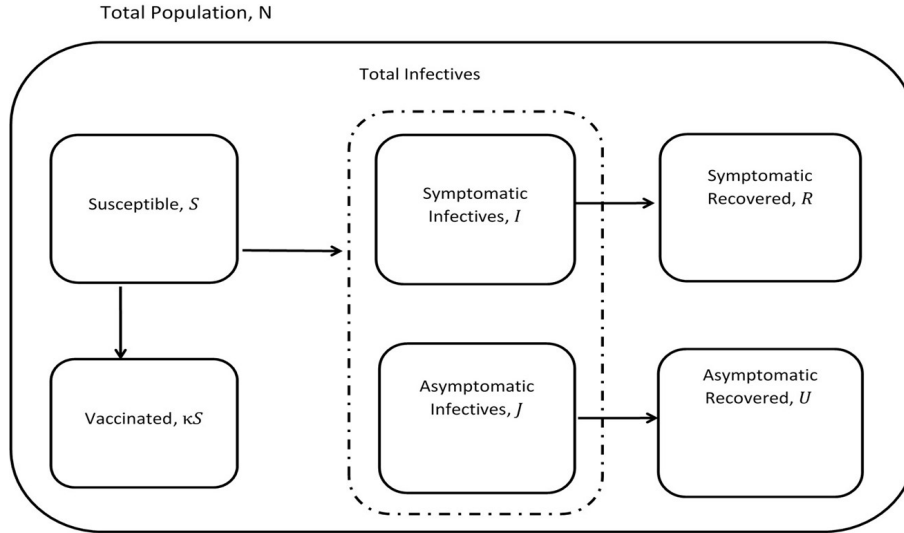 Total Population, N
Total Infectives
Susceptible, S
Symptomatic
Infectives, I
Symptomatic
Recovered, R
Vaccinated, κS
Asymptomatic
Infectives, J
Asymptomatic
Recovered, U